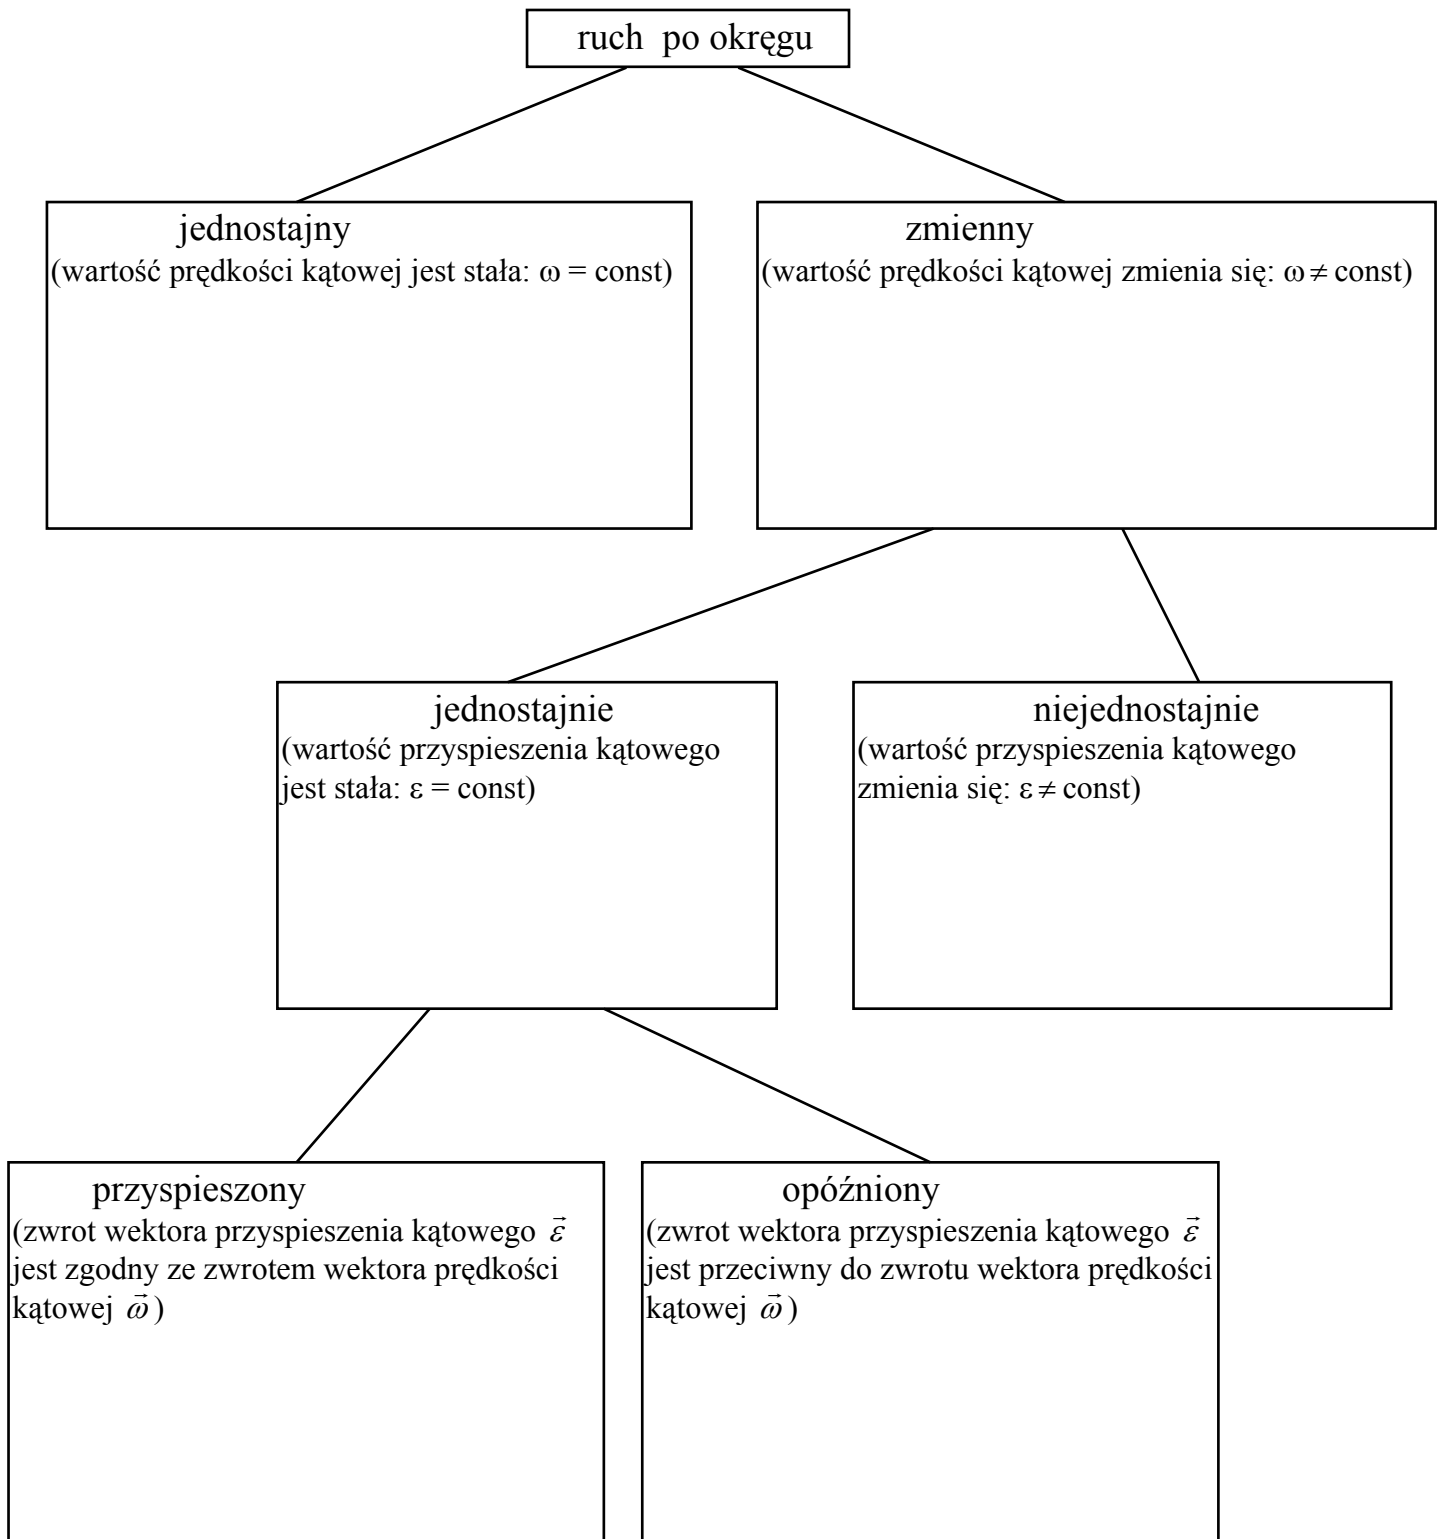 ruch po okręgu
jednostajny
(wartość prędkości kątowej jest stała: ω = const)
zmienny
(wartość prędkości kątowej zmienia się: ω ≠ const)
jednostajnie
(wartość przyspieszenia kątowego
jest stała: ε = const)
niejednostajnie
(wartość przyspieszenia kątowego
zmienia się: ε ≠ const)
przyspieszony
(zwrot wektora przyspieszenia kątowego ε⃗
jest zgodny ze zwrotem wektora prędkości
kątowej ω⃗ )
opóźniony
(zwrot wektora przyspieszenia kątowego ε⃗
jest przeciwny do zwrotu wektora prędkości
kątowej ω⃗ )